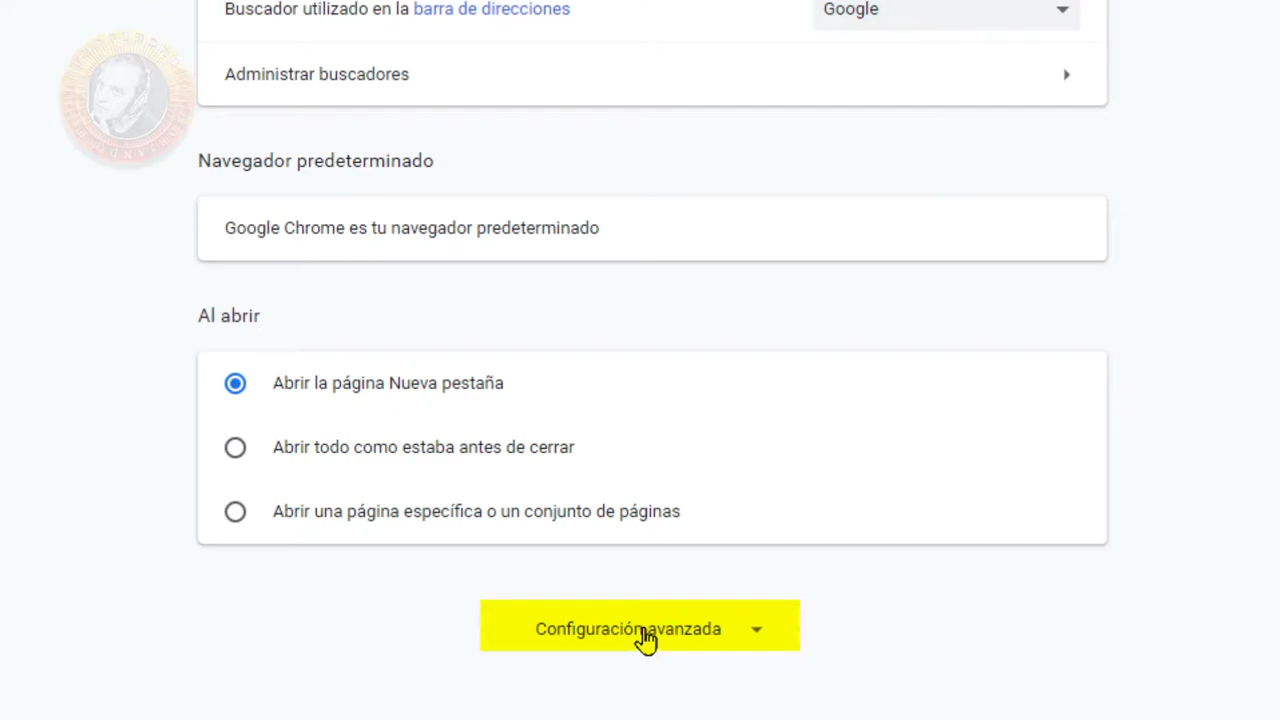 Buscador utilizado en la barra de direcciones
Google
Administrar buscadores
Navegador predeterminado
Google Chrome es tu navegador predeterminado
Al abrir
Abrir la página Nueva pestaña
Abrir todo como estaba antes de cerrar
Abrir una página específica o un conjunto de páginas
Configuración avanzada